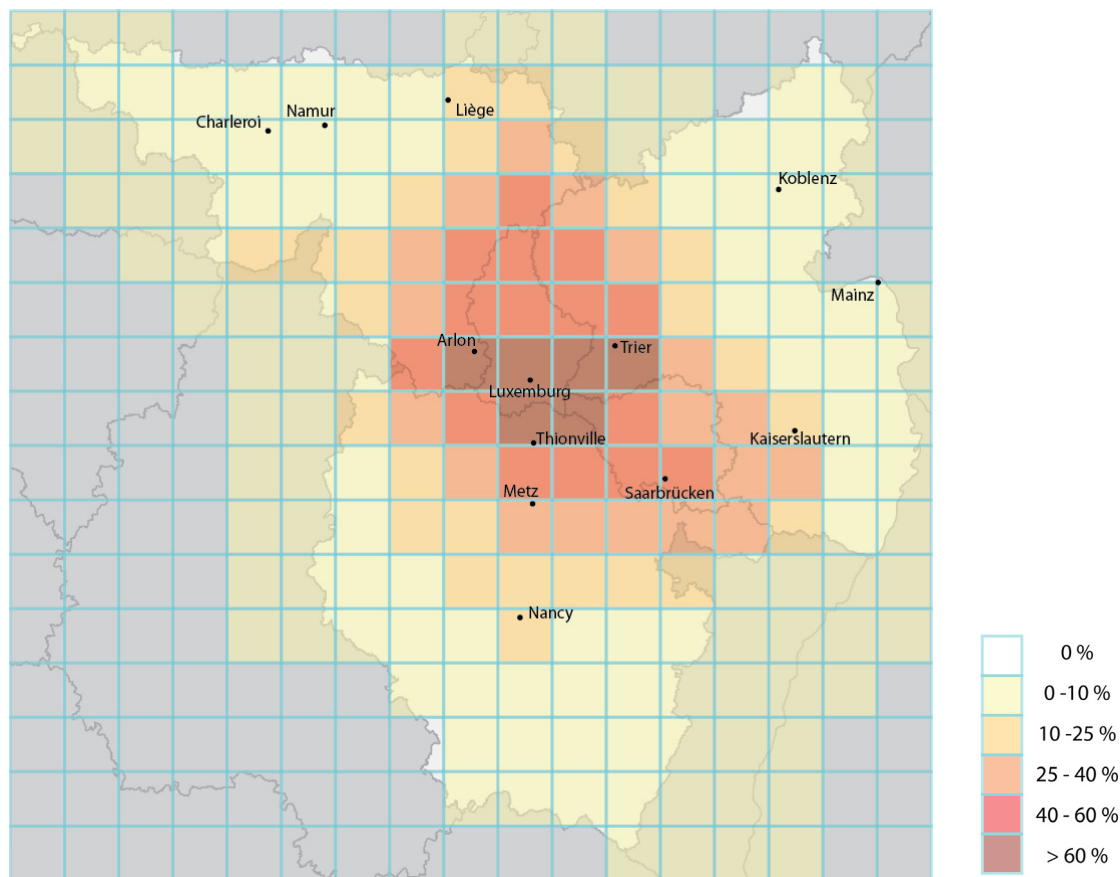 Liège
Namur
Charleroi
Koblenz
Mainz
Arlon
Trier
Luxemburg
Kaiserslautern
Thionville
Metz
Saarbrücken
Nancy
0 %
0 -10 %
10 -25 %
25 - 40 %
40 - 60 %
> 60 %